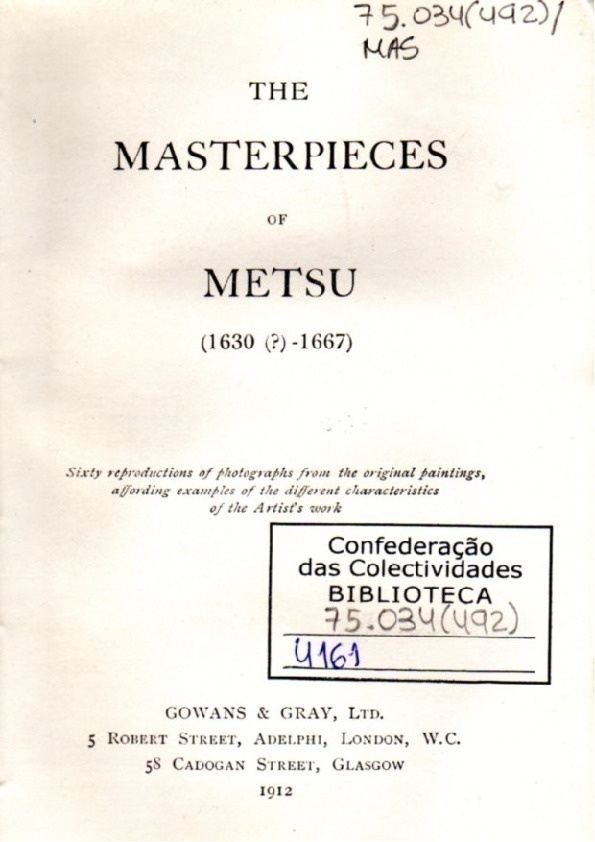 75.034(492)/
MAS
THE
MASTERPIECES
OF
METSU
(1630 (?) -1667)
Sixty reproductions of photographs from the original paintings,
affording examples of the different characteristics
of the Artist's work
Confederação
das Colectividades
BIBLIOTECA
75.034(492)
4161
GOWANS & GRAY, LTD.
5 ROBERT STREET, ADELPHI, LONDON, W.C.
58 CADOGAN STREET, GLASGOW
1912